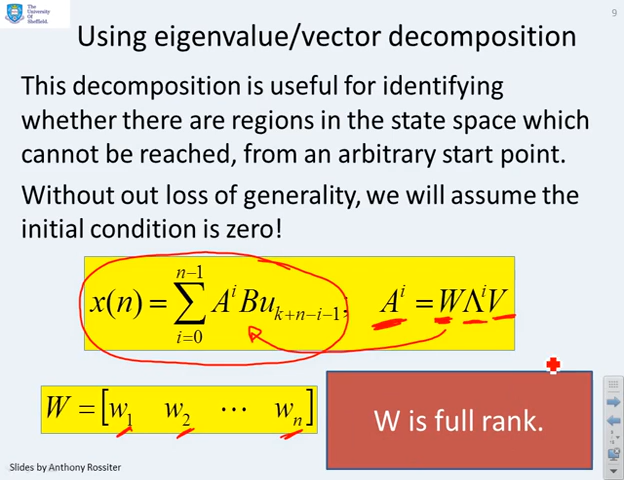 The
University
Of
Sheffield.
9
Using eigenvalue/vector decomposition
This decomposition is useful for identifying
whether there are regions in the state space which
cannot be reached, from an arbitrary start point.
Without out loss of generality, we will assume the
initial condition is zero!
x(n) = ∑_{i=0}^{n−1} A^i Bu_{k+n−i−1}; A^i = WΛ^i V
W = [w_1 w_2 ⋯ w_n]
W is full rank.
Slides by Anthony Rossiter